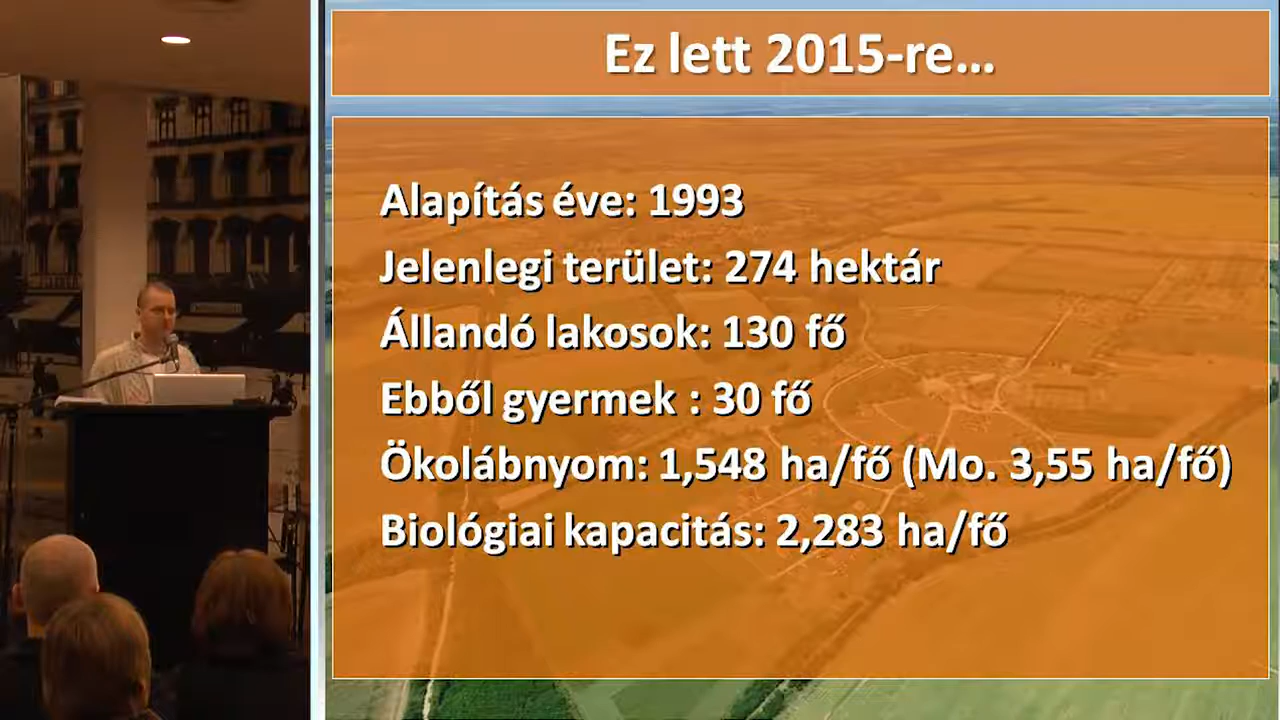 Ez lett 2015-re...
Alapítás éve: 1993
Jelenlegi terület: 274 hektár
Állandó lakosok: 130 fő
Ebből gyermek : 30 fő
Ökolábnyom: 1,548 ha/fő (Mo. 3,55 ha/fő)
Biológiai kapacitás: 2,283 ha/fő